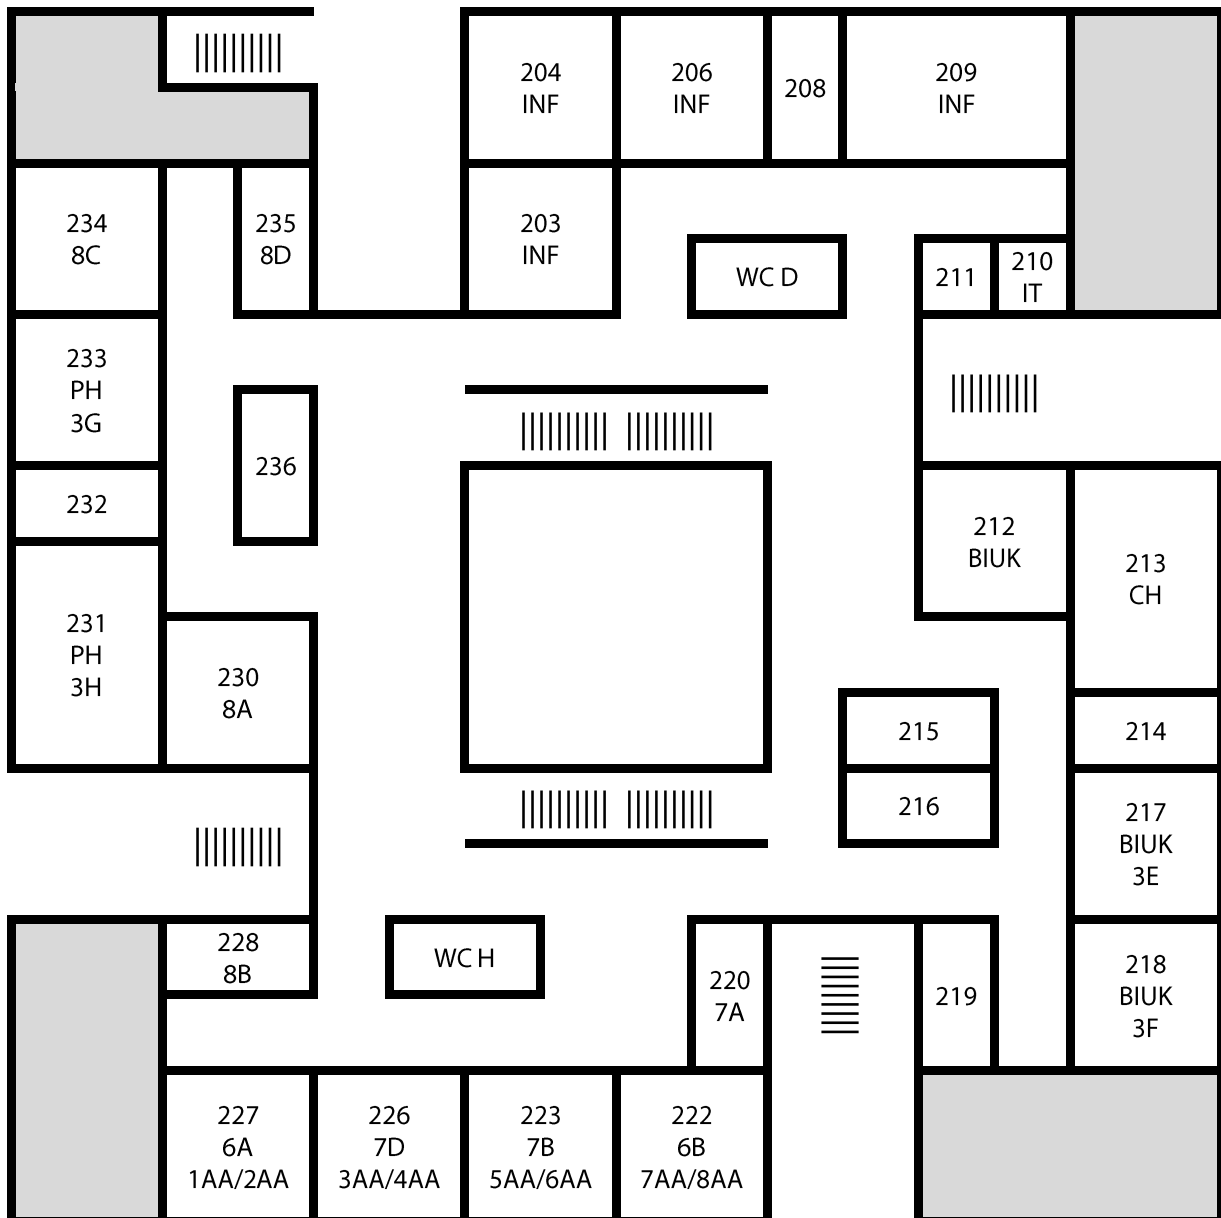 204
INF
206
INF
208
209
INF
234
8C
235
8D
203
INF
WC D
211
210
IT
233
PH
3G
236
232
212
BIUK
213
CH
231
PH
3H
230
8A
215
214
216
217
BIUK
3E
228
8B
WC H
220
7A
219
218
BIUK
3F
227
6A
1AA/2AA
226
7D
3AA/4AA
223
7B
5AA/6AA
222
6B
7AA/8AA